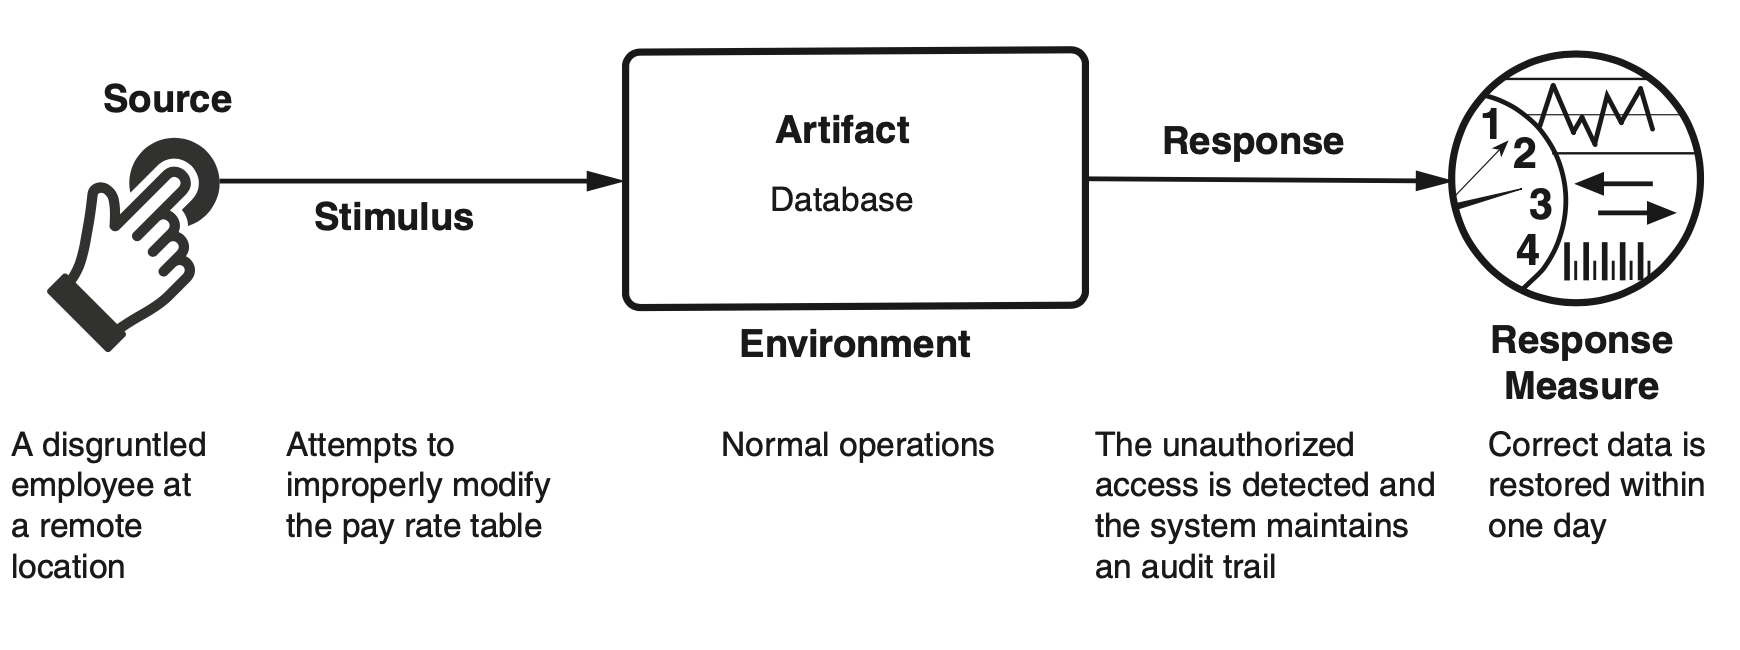 Source
Stimulus
Artifact
Database
Environment
Response
1
2
3
4
Response
Measure
A disgruntled
employee at
a remote
location
Attempts to
improperly modify
the pay rate table
Normal operations
The unauthorized
access is detected and
the system maintains
an audit trail
Correct data is
restored within
one day